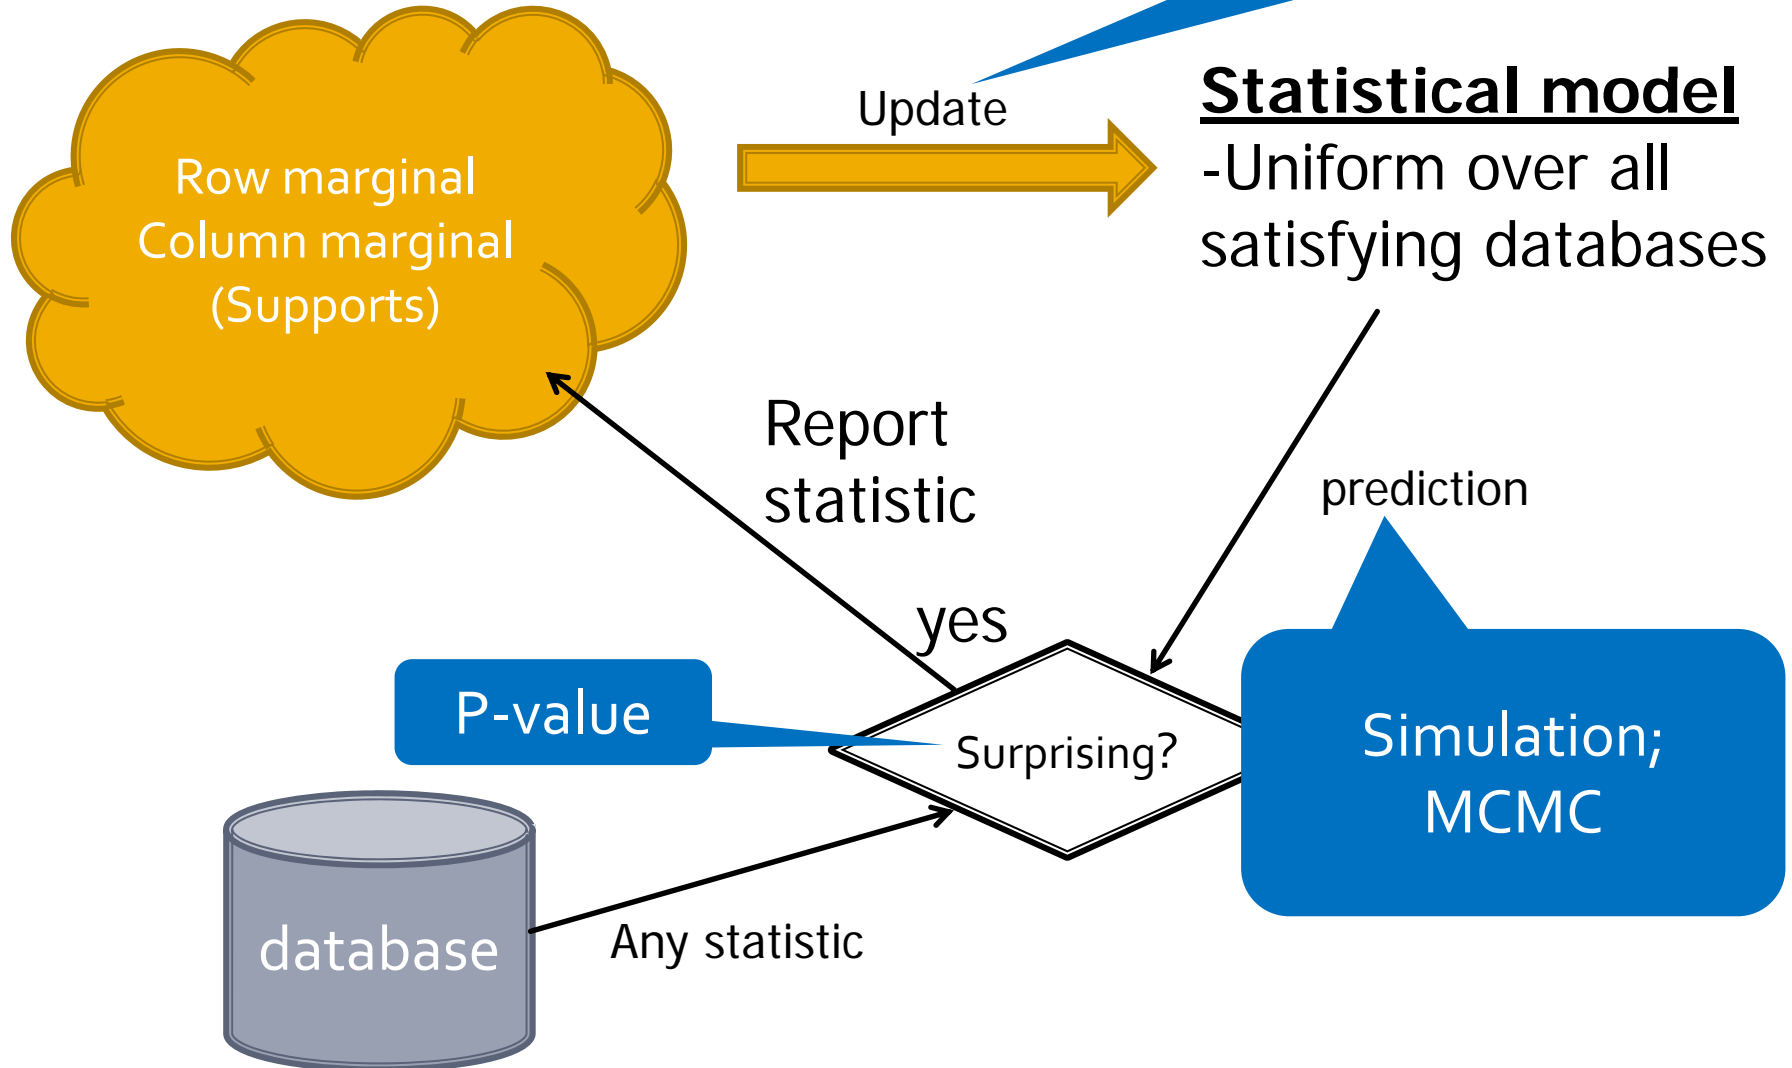 Row marginal
Column marginal
(Supports)
Update
Statistical model
-Uniform over all
satisfying databases
Report
statistic
prediction
yes
P-value
Surprising?
Simulation;
MCMC
database
Any statistic